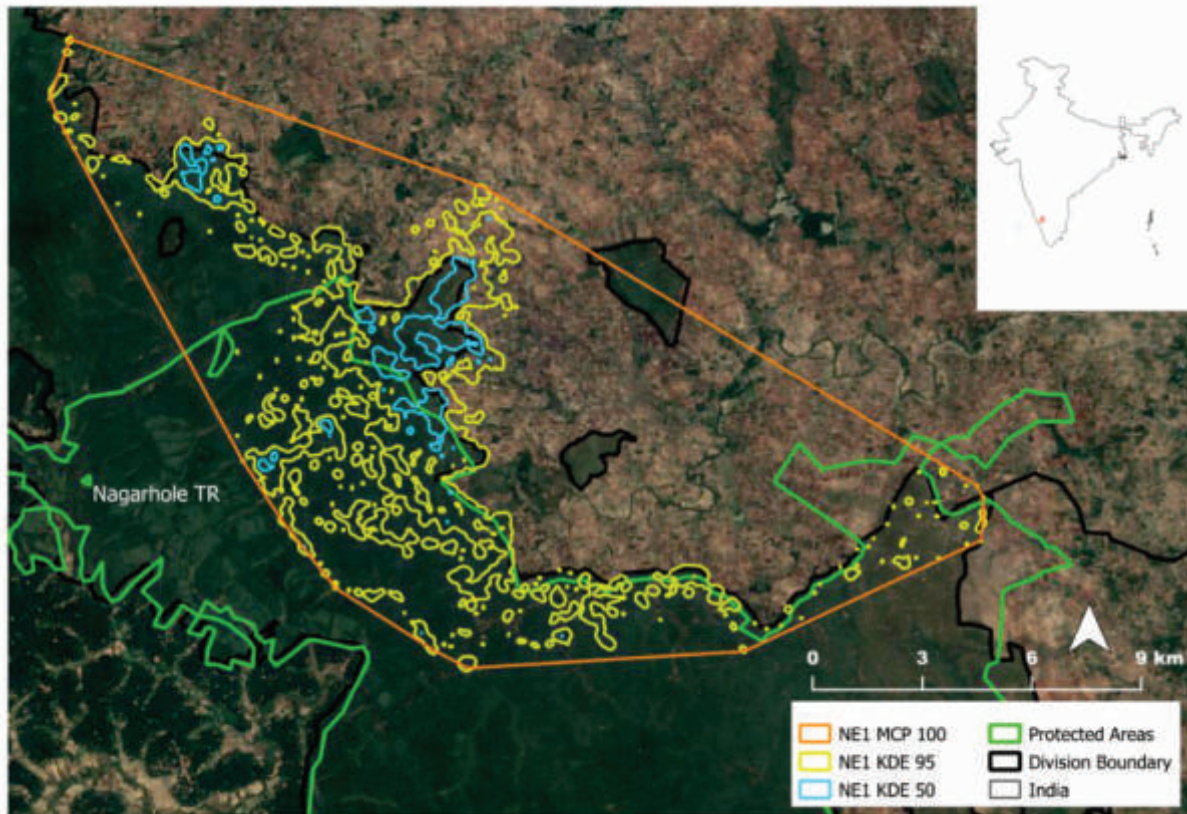 Nagarhole TR
0 3 6 9 km
NE1 MCP 100
NE1 KDE 95
NE1 KDE 50
Protected Areas
Division Boundary
India